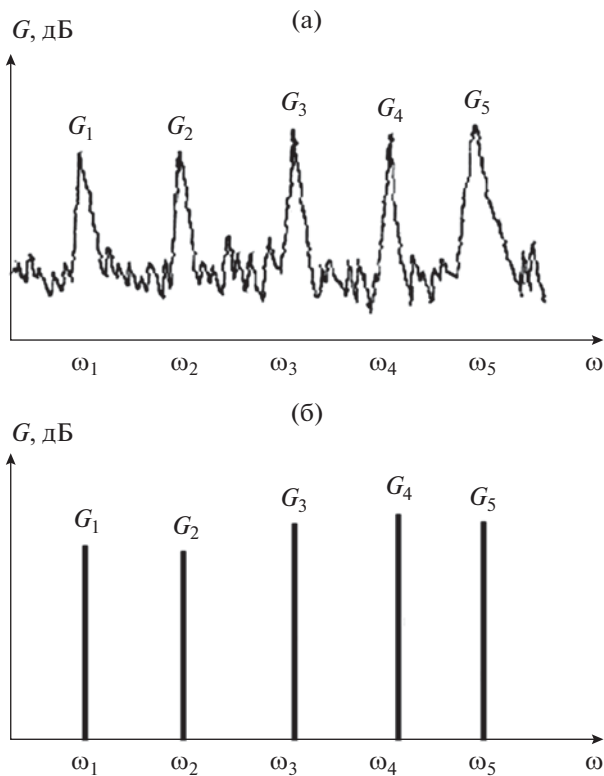 (а)
G, дБ
G₁ G₂ G₃ G₄ G₅
ω₁ ω₂ ω₃ ω₄ ω₅ ω
(б)
G, дБ
G₁ G₂ G₃ G₄ G₅
ω₁ ω₂ ω₃ ω₄ ω₅ ω